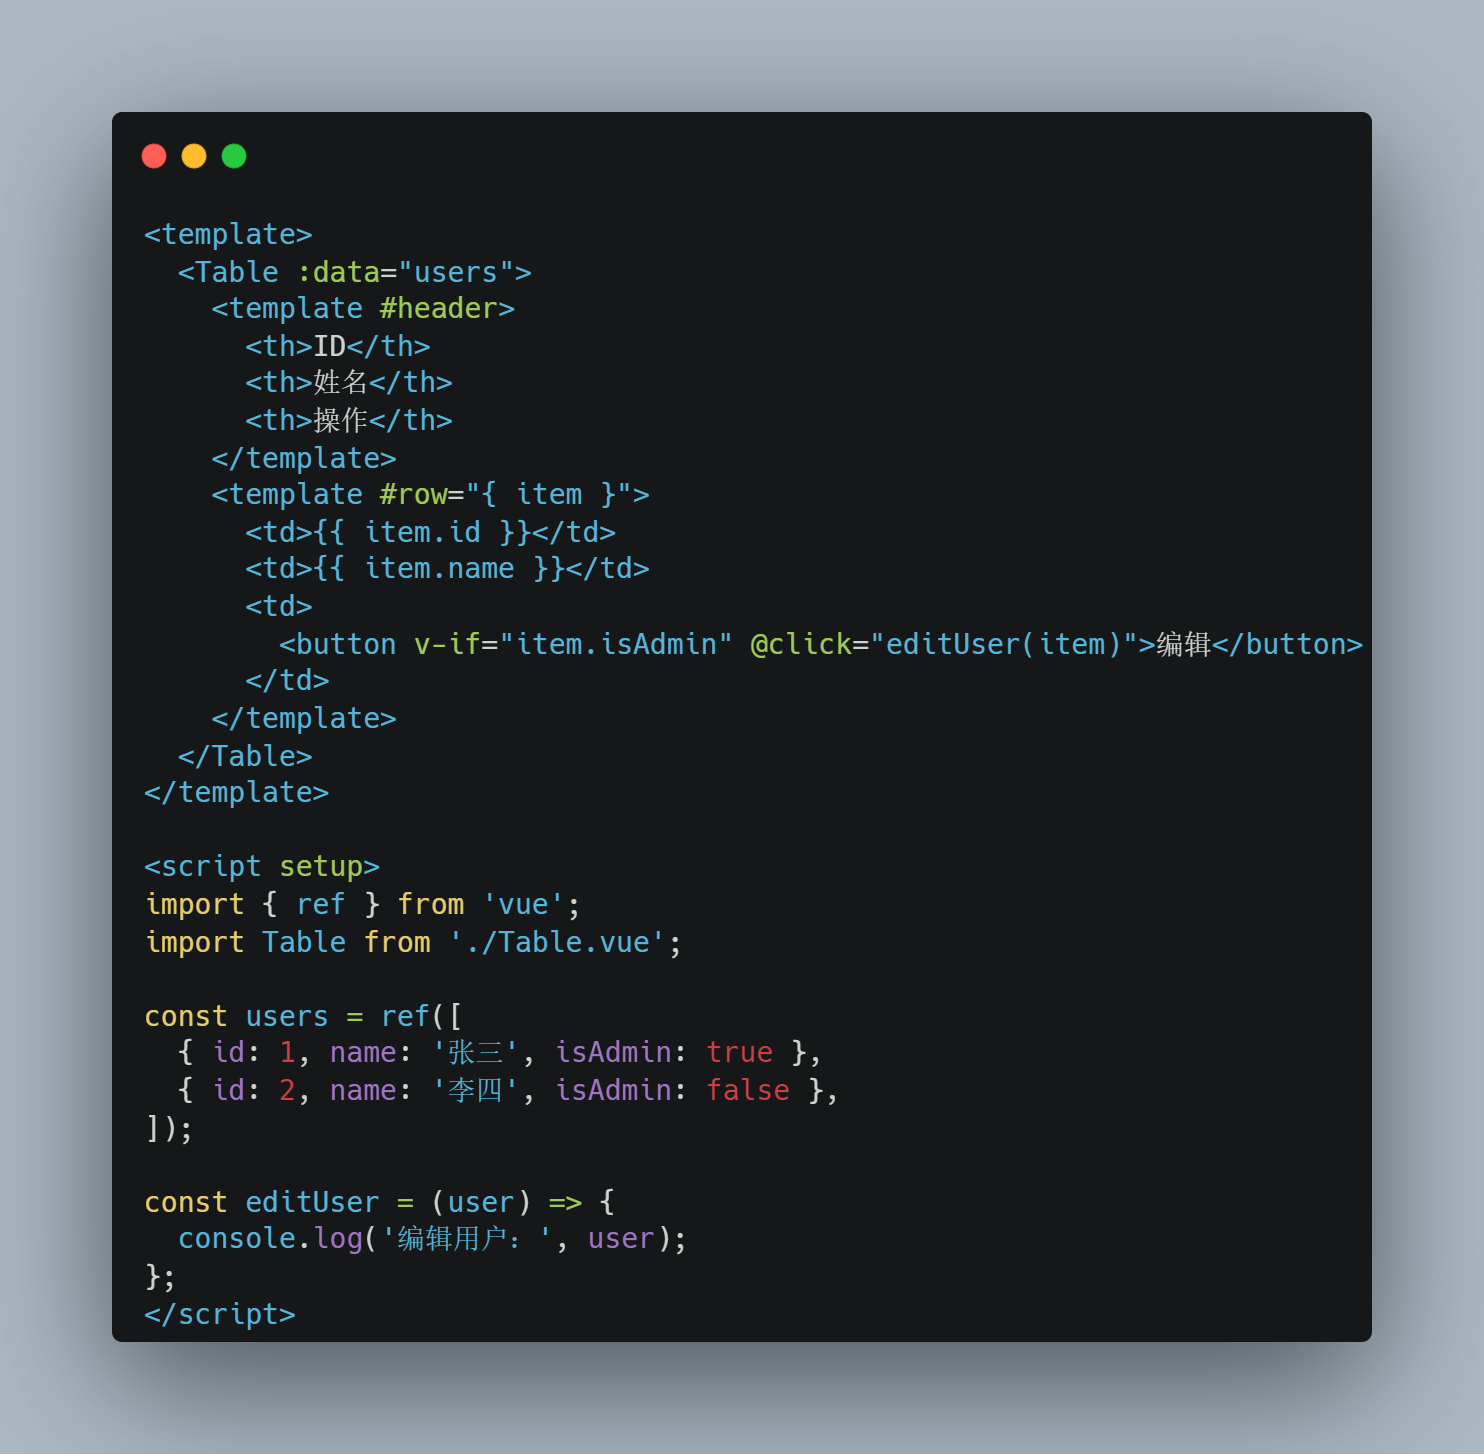 <template>
  <Table :data="users">
    <template #header>
      <th>ID</th>
      <th>姓名</th>
      <th>操作</th>
    </template>
    <template #row="{ item }">
      <td>{{ item.id }}</td>
      <td>{{ item.name }}</td>
      <td>
        <button v-if="item.isAdmin" @click="editUser(item)">编辑</button>
      </td>
    </template>
  </Table>
</template>

<script setup>
import { ref } from 'vue';
import Table from './Table.vue';

const users = ref([
  { id: 1, name: '张三', isAdmin: true },
  { id: 2, name: '李四', isAdmin: false },
]);

const editUser = (user) => {
  console.log('编辑用户：', user);
};
</script>